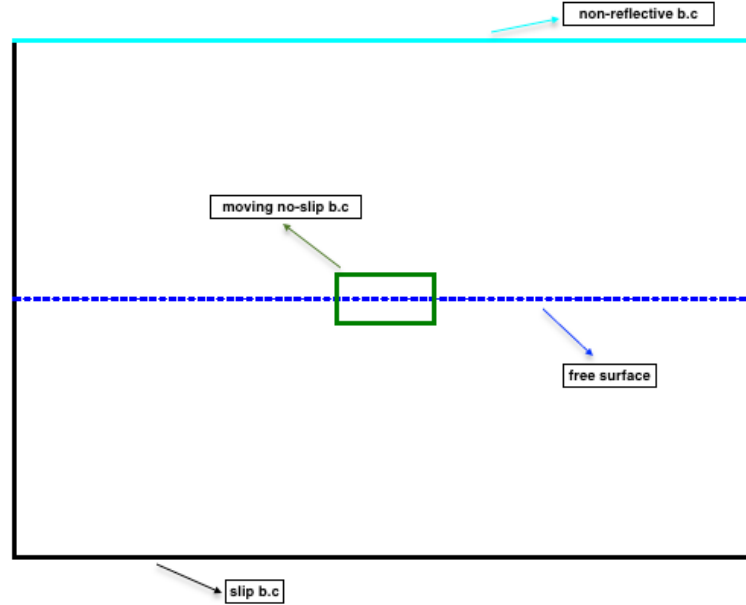 non-reflective b.c
moving no-slip b.c
free surface
slip b.c